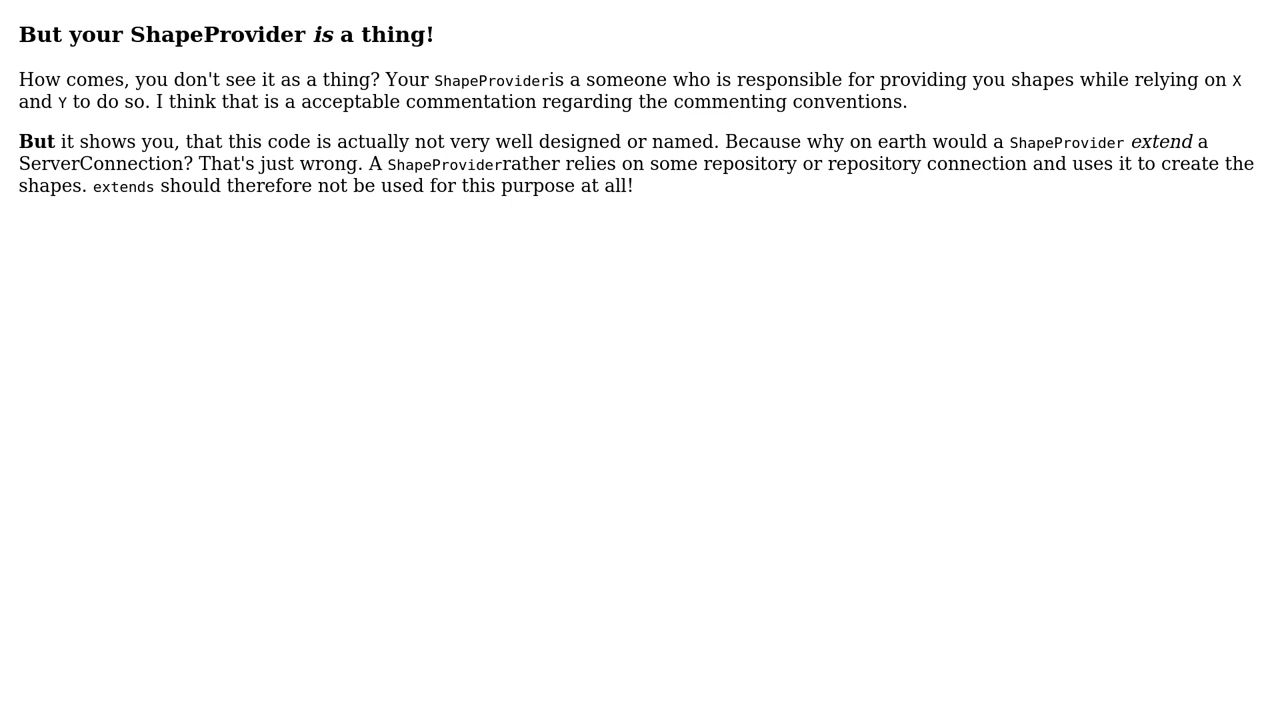 But your ShapeProvider is a thing!
How comes, you don't see it as a thing? Your ShapeProvideris a someone who is responsible for providing you shapes while relying on X
and Y to do so. I think that is a acceptable commentation regarding the commenting conventions.
But it shows you, that this code is actually not very well designed or named. Because why on earth would a ShapeProvider extend a
ServerConnection? That's just wrong. A ShapeProviderrather relies on some repository or repository connection and uses it to create the
shapes. extends should therefore not be used for this purpose at all!